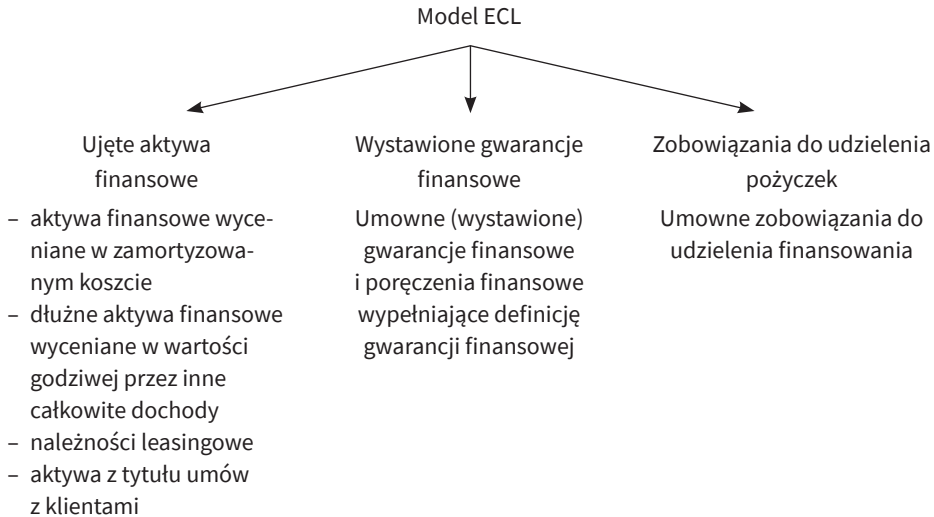 Model ECL
Ujęte aktywa
finansowe
– aktywa finansowe wyce-
niane w zamortyzowa-
nym koszcie
– dłużne aktywa finansowe
wyceniane w wartości
godziwej przez inne
całkowite dochody
– należności leasingowe
– aktywa z tytułu umów
z klientami
Wystawione gwarancje
finansowe
Umowne (wystawione)
gwarancje finansowe
i poręczenia finansowe
wypełniające definicję
gwarancji finansowej
Zobowiązania do udzielenia
pożyczek
Umowne zobowiązania do
udzielenia finansowania